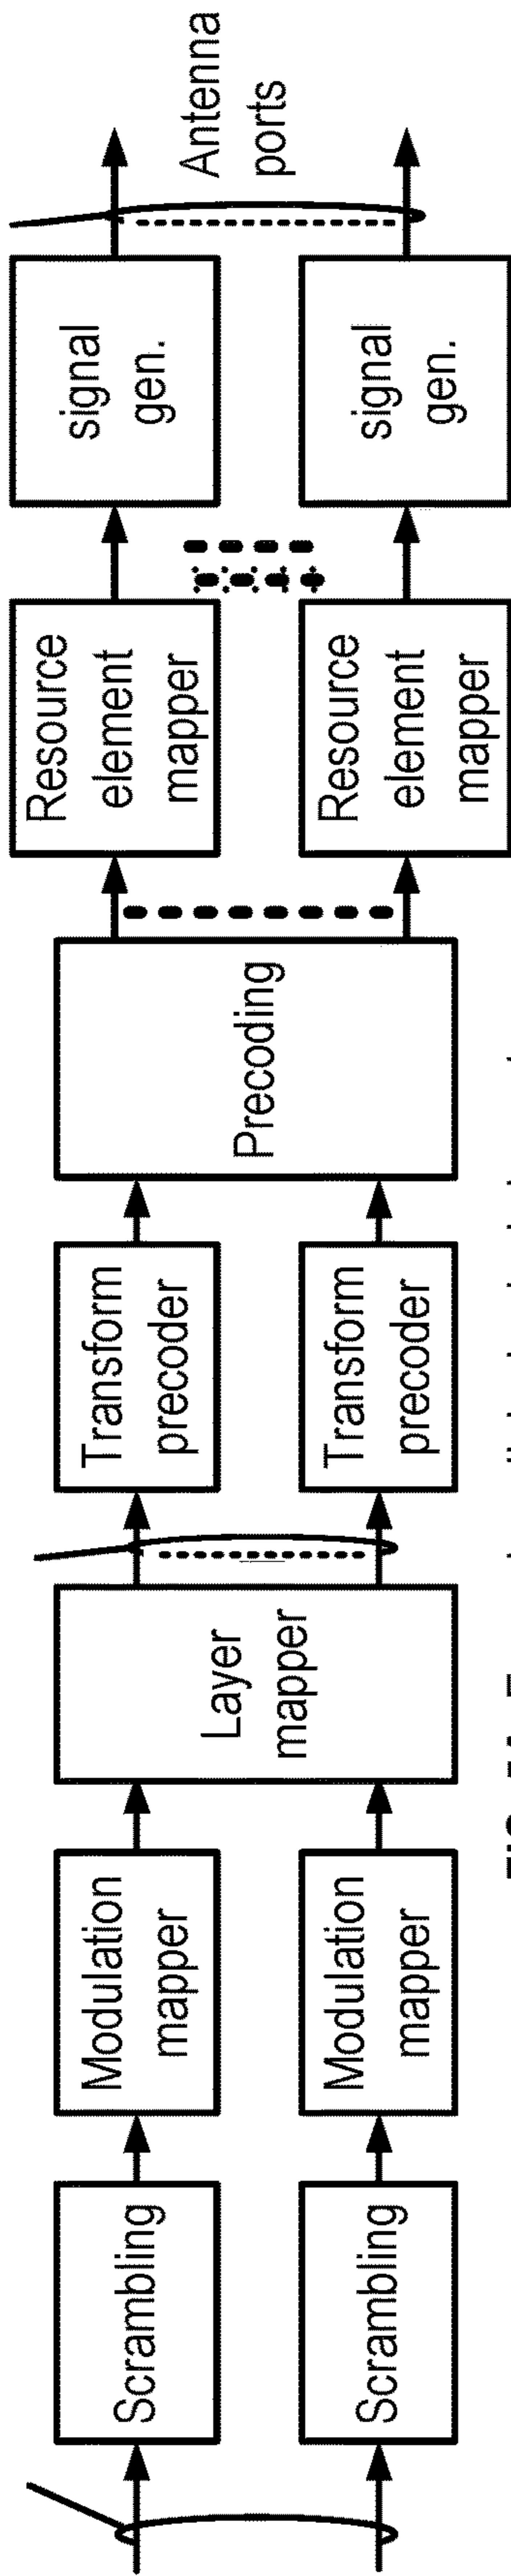 Scrambling
Scrambling
Modulation
mapper
Modulation
mapper
Layer
mapper
Transform
precoder
Transform
precoder
Precoding
Resource
element
mapper
Resource
element
mapper
signal
gen.
signal
gen.
Antenna
ports